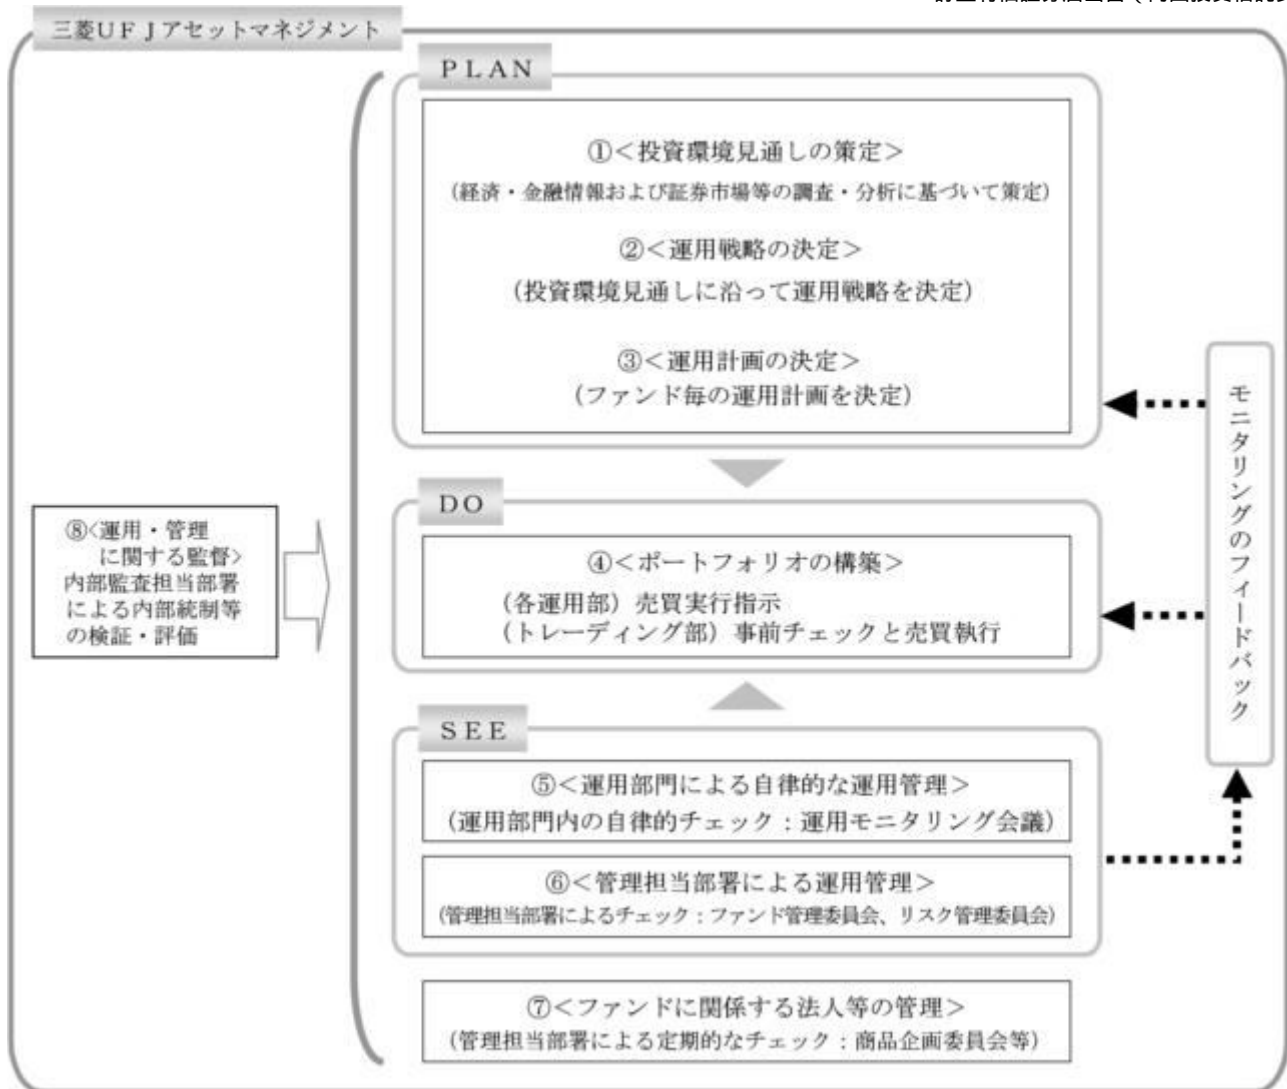 三菱UFJアセットマネジメント
PLAN
①<投資環境見通しの策定>
(経済・金融情報および証券市場等の調査・分析に基づいて策定)
②<運用戦略の決定>
(投資環境見通しに沿って運用戦略を決定)
③<運用計画の決定>
(ファンド毎の運用計画を決定)
DO
④<ポートフォリオの構築>
(各運用部)売買実行指示
(トレーディング部)事前チェックと売買執行
SEE
⑤<運用部門による自律的な運用管理>
(運用部門内の自律的チェック:運用モニタリング会議)
⑥<管理担当部署による運用管理>
(管理担当部署によるチェック:ファンド管理委員会、リスク管理委員会)
⑦<ファンドに関係する法人等の管理>
(管理担当部署による定期的なチェック:商品企画委員会等)
⑧<運用・管理
に関する監督>
内部監査担当部署
による内部統制等
の検証・評価
モニタリングのフィードバック